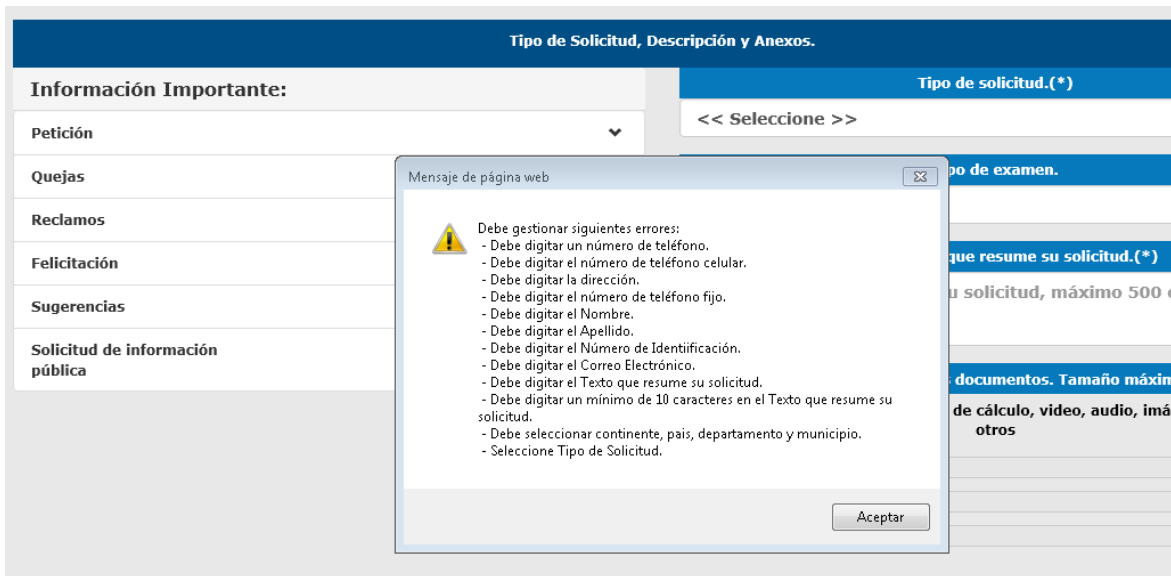 Tipo de Solicitud, Descripción y Anexos.
Información Importante:
Petición
Quejas
Reclamos
Felicitación
Sugerencias
Solicitud de información
pública
Tipo de solicitud.(*)
<< Seleccione >>
de examen.
que resume su solicitud.(*)
solicitud, máximo 500
documentos. Tamaño
de cálculo, video, audio,
otros
Mensaje de página web
Debe gestionar siguientes errores:
- Debe digitar un número de teléfono.
- Debe digitar el número de teléfono celular.
- Debe digitar la dirección.
- Debe digitar el número de teléfono fijo.
- Debe digitar el Nombre.
- Debe digitar el Apellido.
- Debe digitar el Número de Identiificación.
- Debe digitar el Correo Electrónico.
- Debe digitar el Texto que resume su solicitud.
- Debe digitar un mínimo de 10 caracteres en el Texto que resume su
solicitud.
- Debe seleccionar continente, pais, departamento y municipio.
- Seleccione Tipo de Solicitud.
Aceptar